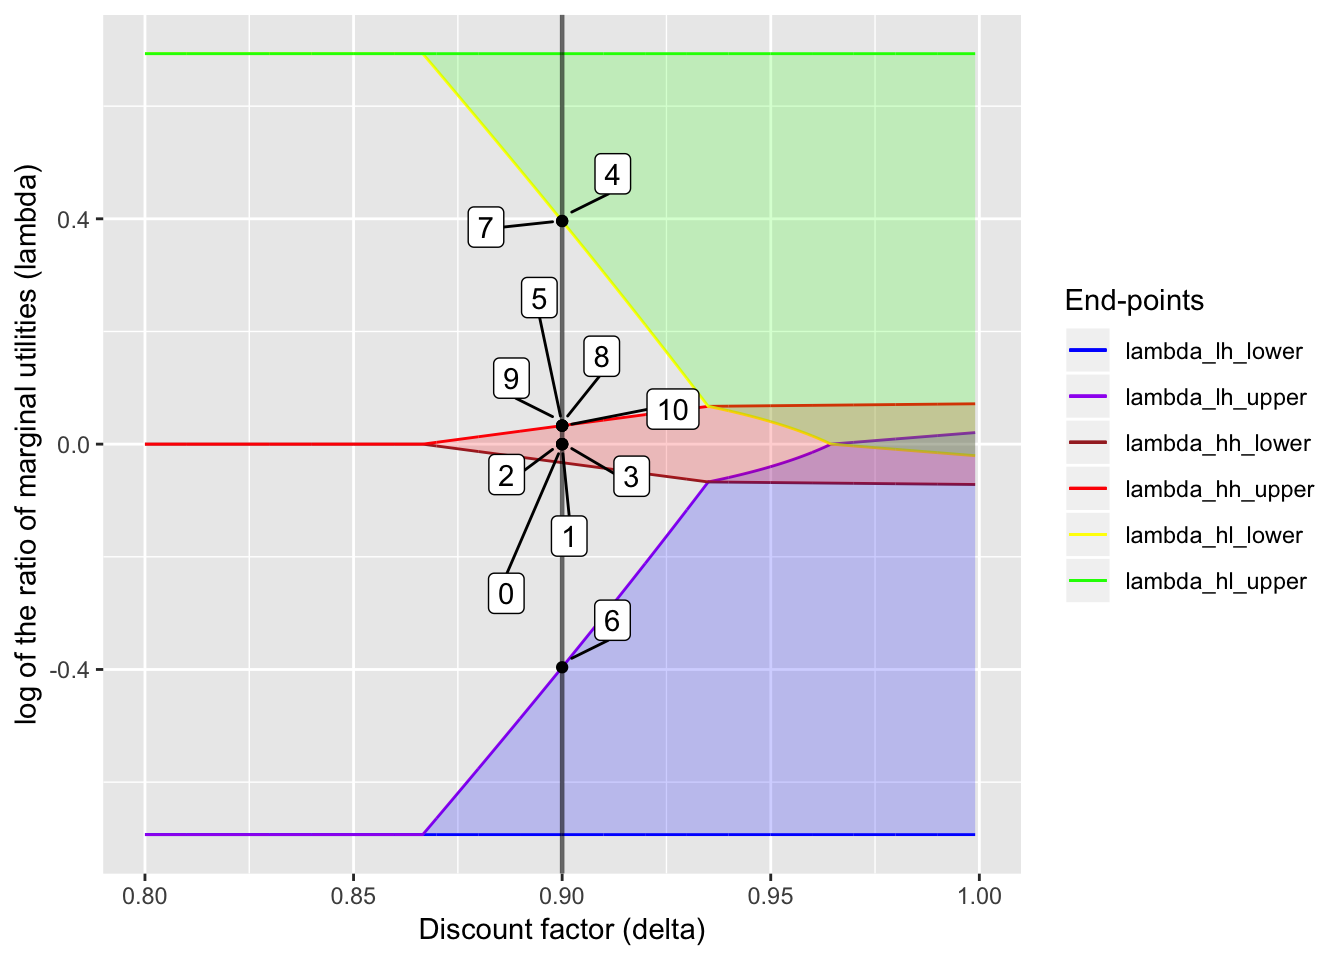 log of the ratio of marginal utilities (lambda)
0.4
0.0
-0.4
4
7
5
8
9
10
2
3
1
0
6
0.80
0.85
0.90
0.95
1.00
Discount factor (delta)
End-points
lambda_lh_lower
lambda_lh_upper
lambda_hh_lower
lambda_hh_upper
lambda_hl_lower
lambda_hl_upper